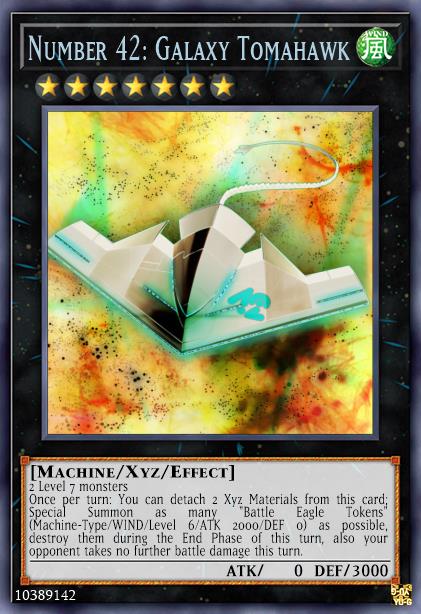 NUMBER 42: GALAXY TOMAHAWK
WIND
風
42
[MACHINE/XYZ/EFFECT]
2 Level 7 monsters
Once per turn: You can detach 2 Xyz Materials from this card;
Special Summon as many "Battle Eagle Tokens"
(Machine-Type/WIND/Level 6/ATK 2000/DEF 0) as possible,
destroy them during the End Phase of this turn, also your
opponent takes no further battle damage this turn.
ATK/ 0 DEF/3000
10389142